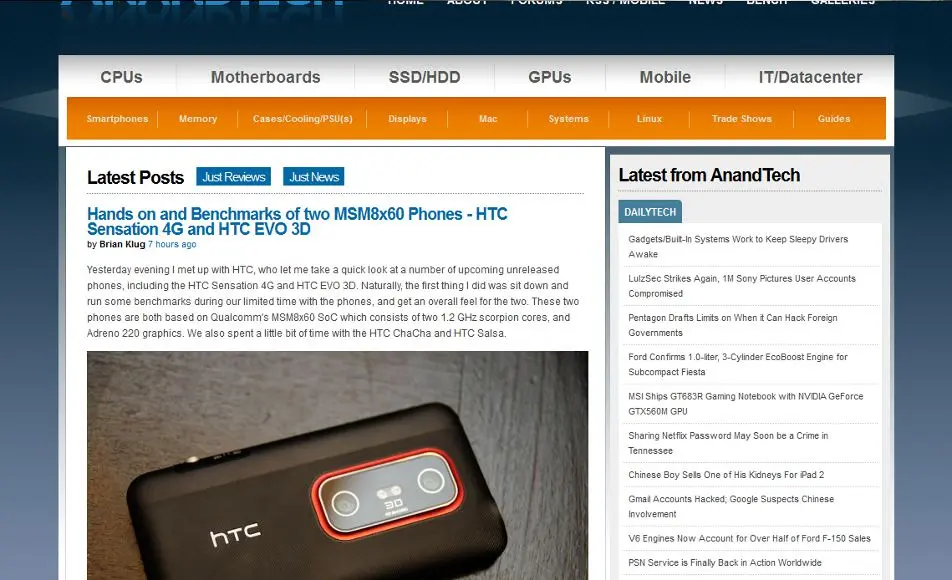 ANANDTECH
HOME ABOUT FORUMS RSS / MOBILE NEWS BENCH GALLERIES
CPUs Motherboards SSD/HDD GPUs Mobile IT/Datacenter
Smartphones Memory Cases/Cooling/PSU(s) Displays Mac Systems Linux Trade Shows Guides
Latest Posts Just Reviews Just News
Hands on and Benchmarks of two MSM8x60 Phones - HTC
Sensation 4G and HTC EVO 3D
by Brian Klug 7 hours ago
Yesterday evening I met up with HTC, who let me take a quick look at a number of upcoming unreleased
phones, including the HTC Sensation 4G and HTC EVO 3D. Naturally, the first thing I did was sit down and
run some benchmarks during our limited time with the phones, and get an overall feel for the two. These two
phones are both based on Qualcomm's MSM8x60 SoC which consists of two 1.2 GHz scorpion cores, and
Adreno 220 graphics. We also spent a little bit of time with the HTC ChaCha and HTC Salsa.
3D
hTC
Latest from AnandTech
DAILYTECH
Gadgets/Built-In Systems Work to Keep Sleepy Drivers
Awake
LulzSec Strikes Again, 1M Sony Pictures User Accounts
Compromised
Pentagon Drafts Limits on When it Can Hack Foreign
Governments
Ford Confirms 1.0-liter, 3-Cylinder EcoBoost Engine for
Subcompact Fiesta
MSI Ships GT683R Gaming Notebook with NVIDIA GeForce
GTX560M GPU
Sharing Netflix Password May Soon be a Crime in
Tennessee
Chinese Boy Sells One of His Kidneys For iPad 2
Gmail Accounts Hacked; Google Suspects Chinese
Involvement
V6 Engines Now Account for Over Half of Ford F-150 Sales
PSN Service is Finally Back in Action Worldwide